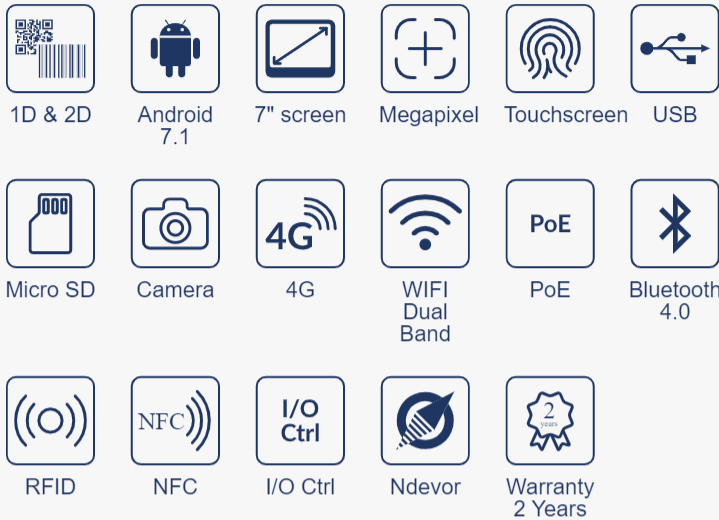 1D & 2D
Android
7.1
7" screen
Megapixel
Touchscreen
USB
4G
PoE
Micro SD
Camera
4G
WIFI
Dual
Band
PoE
Bluetooth
4.0
NFC
I/O
Ctrl
2
years
RFID
NFC
I/O Ctrl
Ndevor
Warranty
2 Years